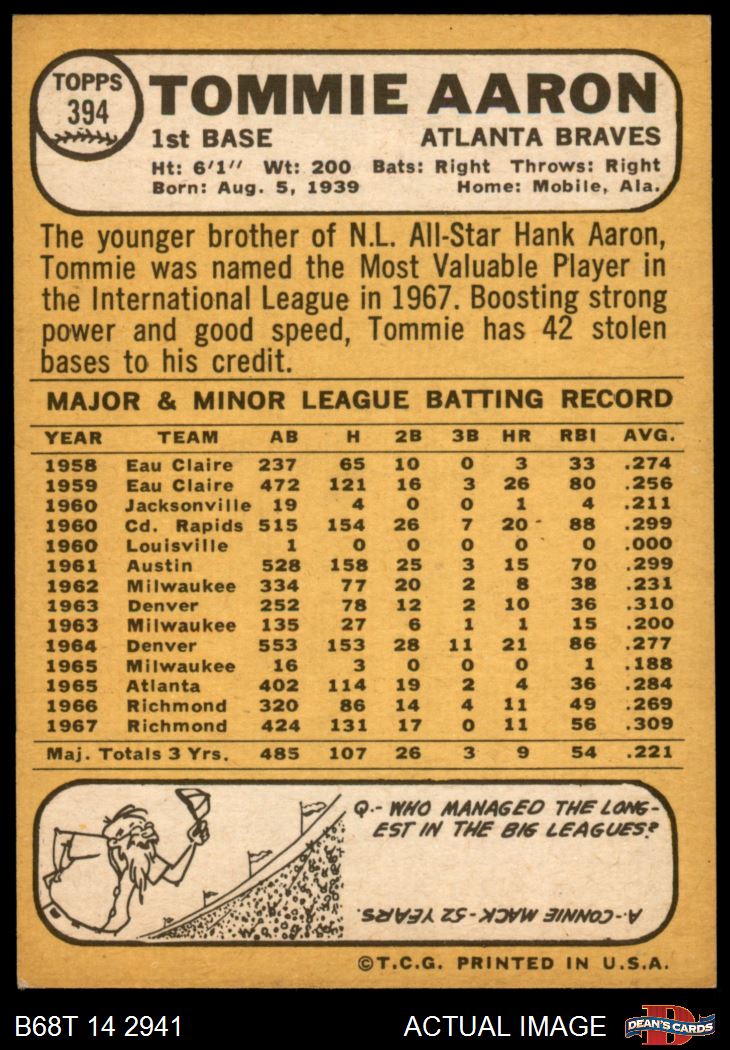 TOPPS
394
TOMMIE AARON
1st BASE ATLANTA BRAVES
Ht: 6'1" Wt: 200 Bats: Right Throws: Right
Born: Aug. 5, 1939 Home: Mobile, Ala.
The younger brother of N.L. All-Star Hank Aaron,
Tommie was named the Most Valuable Player in
the International League in 1967. Boosting strong
power and good speed, Tommie has 42 stolen
bases to his credit.
MAJOR & MINOR LEAGUE BATTING RECORD
YEAR TEAM AB H 2B 3B HR RBI AVG.
1958 Eau Claire 237 65 10 0 3 33 .274
1959 Eau Claire 472 121 16 3 26 80 .256
1960 Jacksonville 19 4 0 0 1 4 .211
1960 Cd. Rapids 515 154 26 7 20 88 .299
1960 Louisville 1 0 0 0 0 0 .000
1961 Austin 528 158 25 3 15 70 .299
1962 Milwaukee 334 77 20 2 8 38 .231
1963 Denver 252 78 12 2 10 36 .310
1963 Milwaukee 135 27 6 1 1 15 .200
1964 Denver 553 153 28 11 21 86 .277
1965 Milwaukee 16 3 0 0 0 1 .188
1965 Atlanta 402 114 19 2 4 36 .284
1966 Richmond 320 86 14 4 11 49 .269
1967 Richmond 424 131 17 0 11 56 .309
Maj. Totals 3 Yrs. 485 107 26 3 9 54 .221
Q.- WHO MANAGED THE LONG-
EST IN THE BIG LEAGUES?
A.-CONNIE MACK-52 YEARS.
©T.C.G. PRINTED IN U.S.A.
B68T 14 2941 ACTUAL IMAGE
D
DEAN'S CARDS